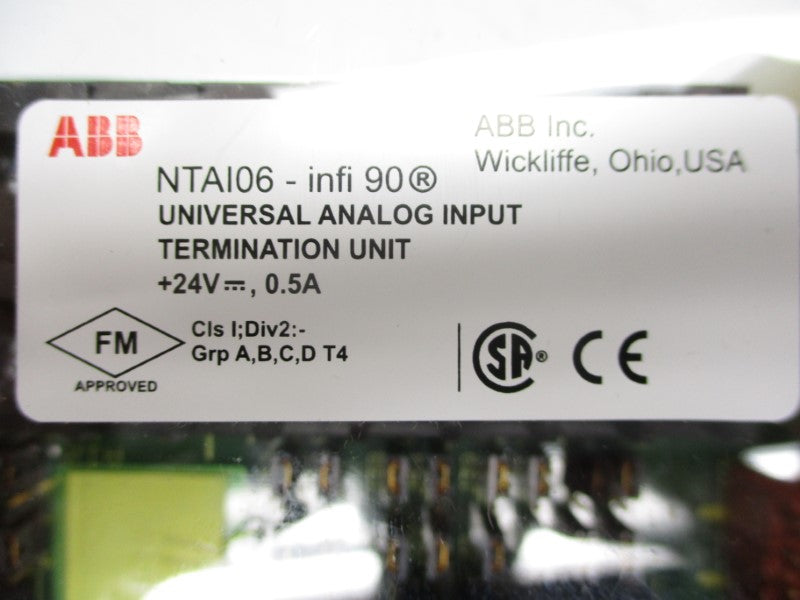 ABB
ABB Inc.
Wickliffe, Ohio,USA
NTAI06 - infi 90®
UNIVERSAL ANALOG INPUT
TERMINATION UNIT
+24V⎓, 0.5A
FM
APPROVED
Cls I;Div2:-
Grp A,B,C,D T4
SA®
CE